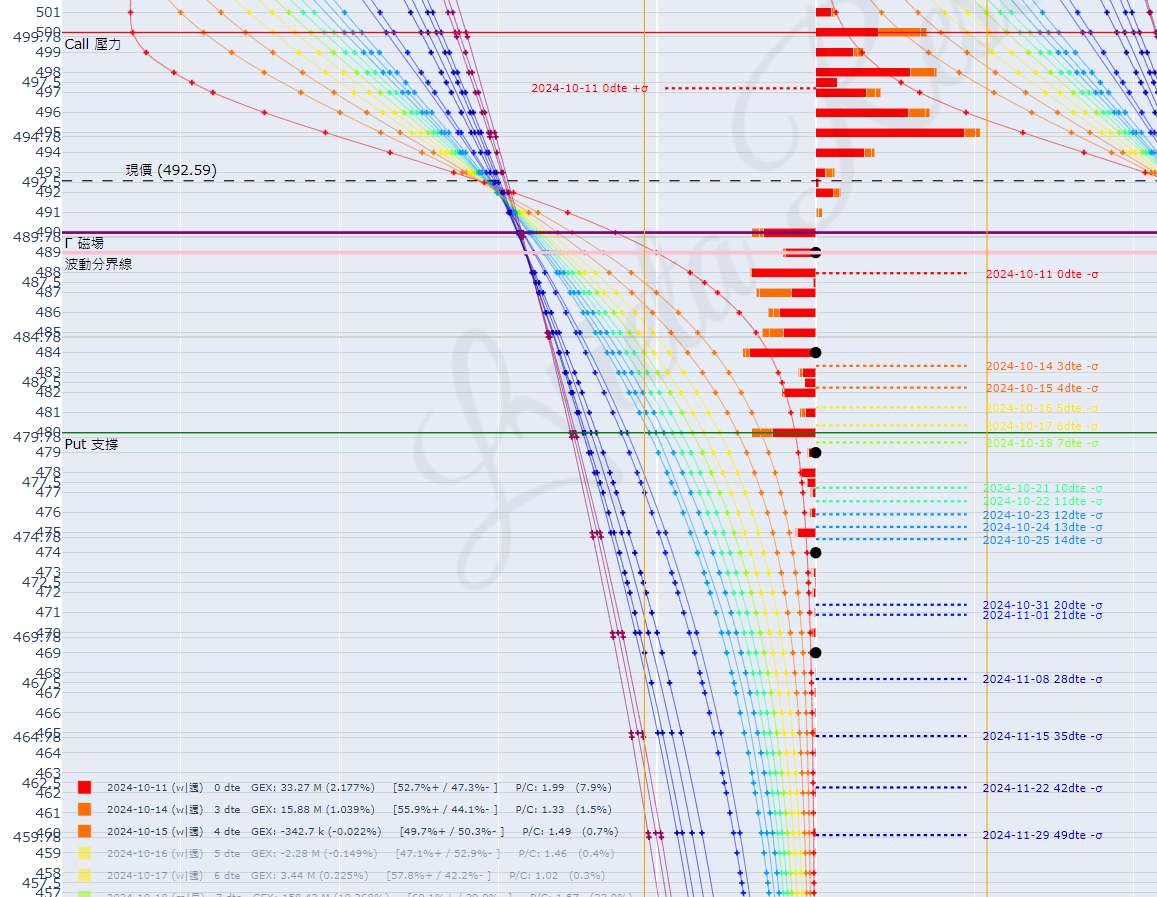 501
500
499.78
Call 壓力
499
498
497.5
497
2024-10-11 0dte +σ
496
495
494.78
494
現價 (492.59)
493
492.5
492
491
490
489.78
Γ 磁場
489
波動分界線
488
2024-10-11 0dte -σ
487.5
487
486
485
484.78
484
2024-10-14 3dte -σ
483
482.5
2024-10-15 4dte -σ
482
2024-10-16 5dte -σ
481
2024-10-17 6dte -σ
480
479.78
Put 支撐
2024-10-18 7dte -σ
479
478
477.5
477
2024-10-21 10dte -σ
2024-10-22 11dte -σ
476
2024-10-23 12dte -σ
475
2024-10-24 13dte -σ
474.78
2024-10-25 14dte -σ
474
473
472.5
472
2024-10-31 20dte -σ
471
2024-11-01 21dte -σ
470
469.78
469
468
467.5
2024-11-08 28dte -σ
467
466
465
464.78
2024-11-15 35dte -σ
464
463
462.5
2024-11-22 42dte -σ
462
461
460
459.78
2024-11-29 49dte -σ
459
458
457.5
457
2024-10-11 (w|週) 0 dte GEX: 33.27 M (2.177%) [52.7%+ / 47.3%- ] P/C: 1.99 (7.9%)
2024-10-14 (w|週) 3 dte GEX: 15.88 M (1.039%) [55.9%+ / 44.1%- ] P/C: 1.33 (1.5%)
2024-10-15 (w|週) 4 dte GEX: -342.7 k (-0.022%) [49.7%+ / 50.3%- ] P/C: 1.49 (0.7%)
2024-10-16 (w|週) 5 dte GEX: -2.28 M (-0.149%) [47.1%+ / 52.9%- ] P/C: 1.46 (0.4%)
2024-10-17 (w|週) 6 dte GEX: 3.44 M (0.225%) [57.8%+ / 42.2%- ] P/C: 1.02 (0.3%)